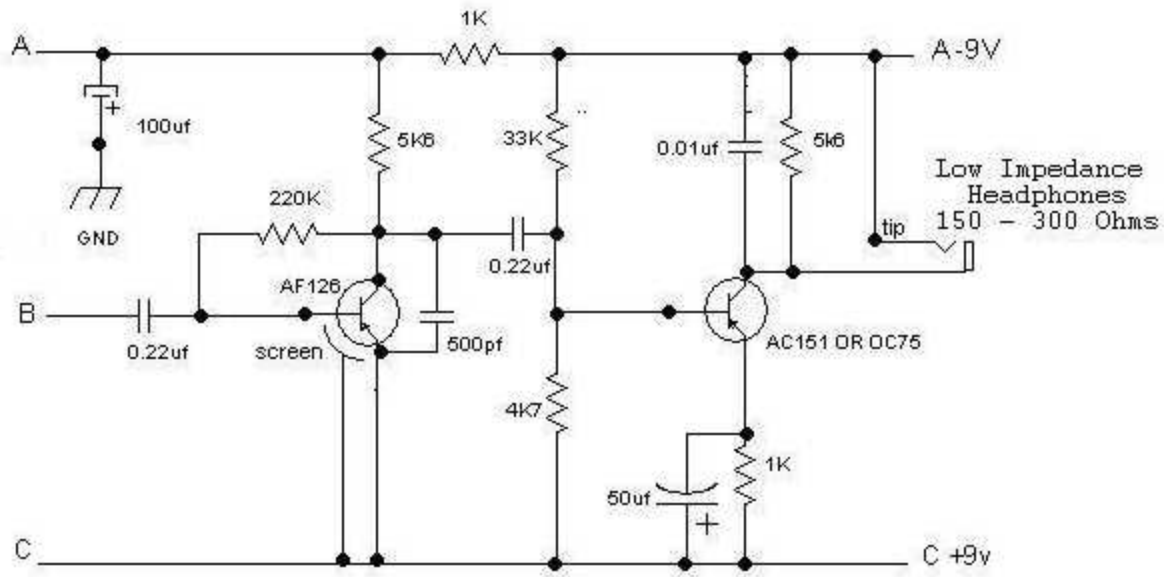 1K
A
A -9V
+
100uf
5K6
33K
0.01uf
5k6
Low Impedance
Headphones
150 - 300 Ohms
220K
tip
GND
0.22uf
AF126
B
0.22uf
screen
500pf
AC151 OR OC75
4K7
1K
50uf
+
C
C +9v